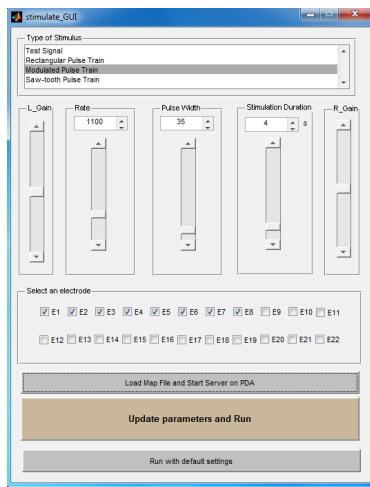 stimulate_GUI
Type of Stimulus
Test Signal
Rectangular Pulse Train
Modulated Pulse Train
Saw-tooth Pulse Train
L_Gain Rate Pulse Width Stimulation Duration R_Gain
1100 35 4 s
Select an electrode
E1 E2 E3 E4 E5 E6 E7 E8 E9 E10 E11
E12 E13 E14 E15 E16 E17 E18 E19 E20 E21 E22
Load Map File and Start Server on PDA
Update parameters and Run
Run with default settings